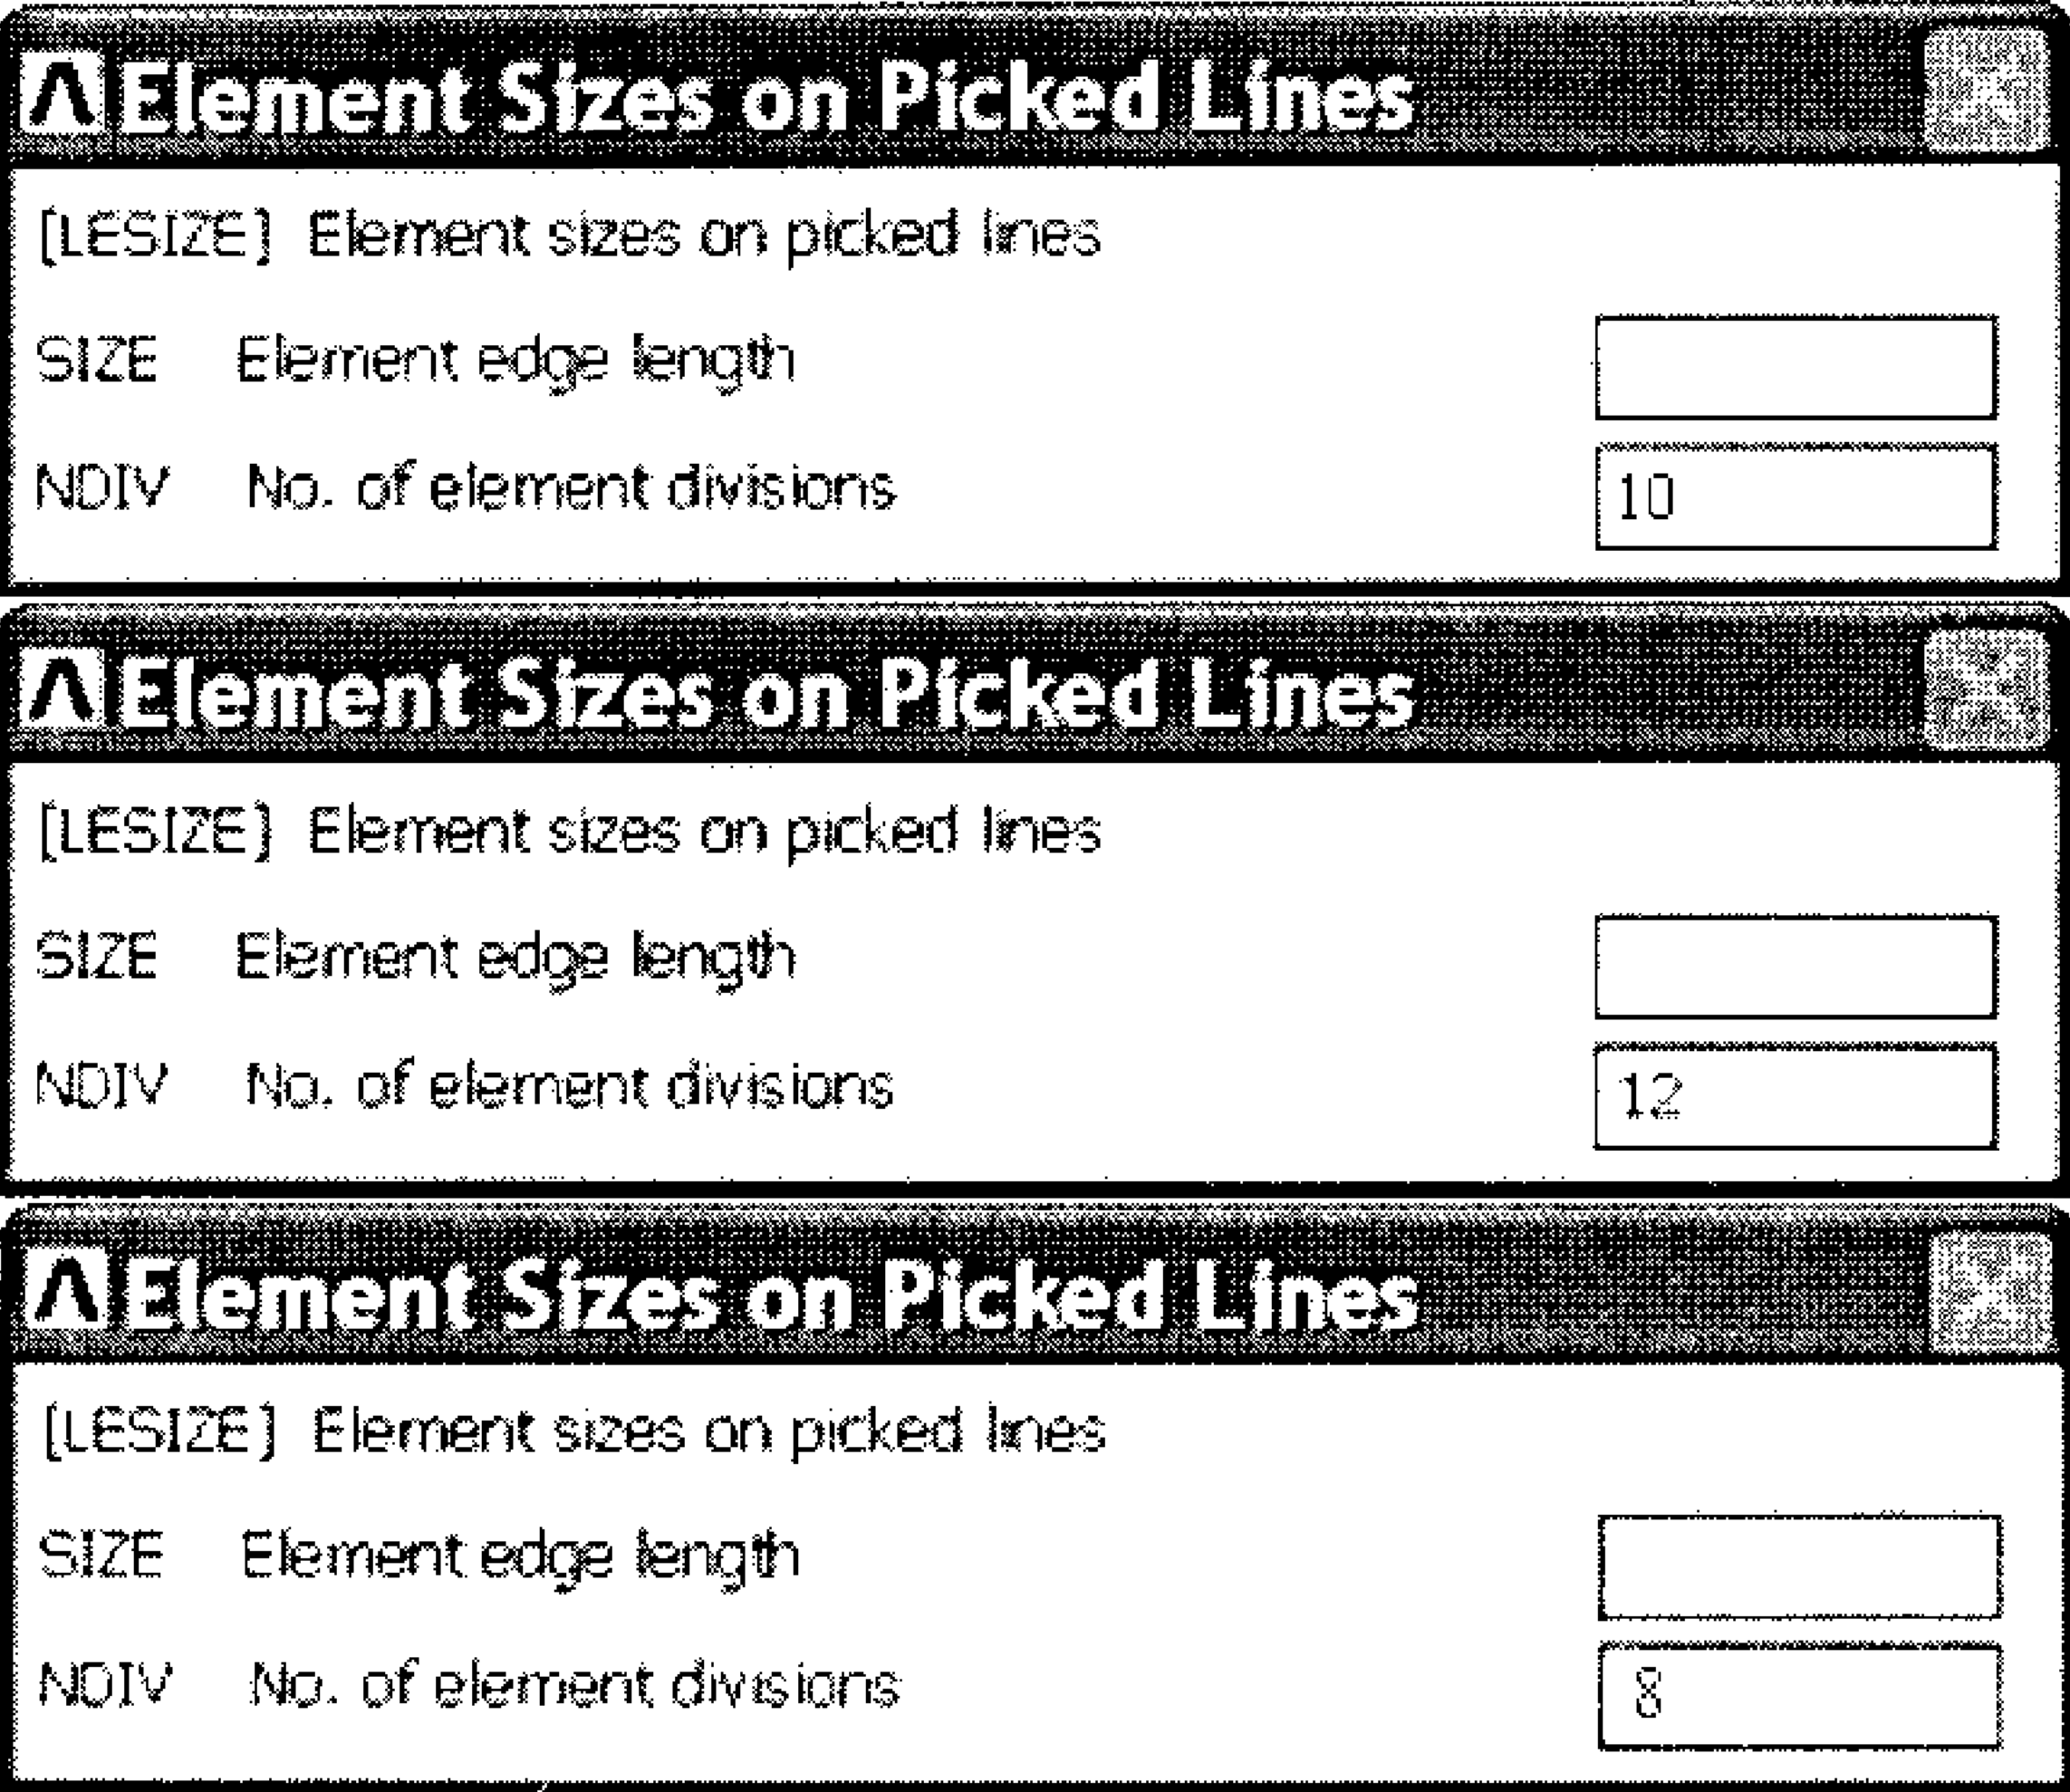 Λ Element Sizes on Picked Lines
[LESIZE] Element sizes on picked lines
SIZE Element edge length
NDIV No. of element divisions 10
Λ Element Sizes on Picked Lines
[LESIZE] Element sizes on picked lines
SIZE Element edge length
NDIV No. of element divisions 12
Λ Element Sizes on Picked Lines
[LESIZE] Element sizes on picked lines
SIZE Element edge length
NDIV No. of element divisions 8